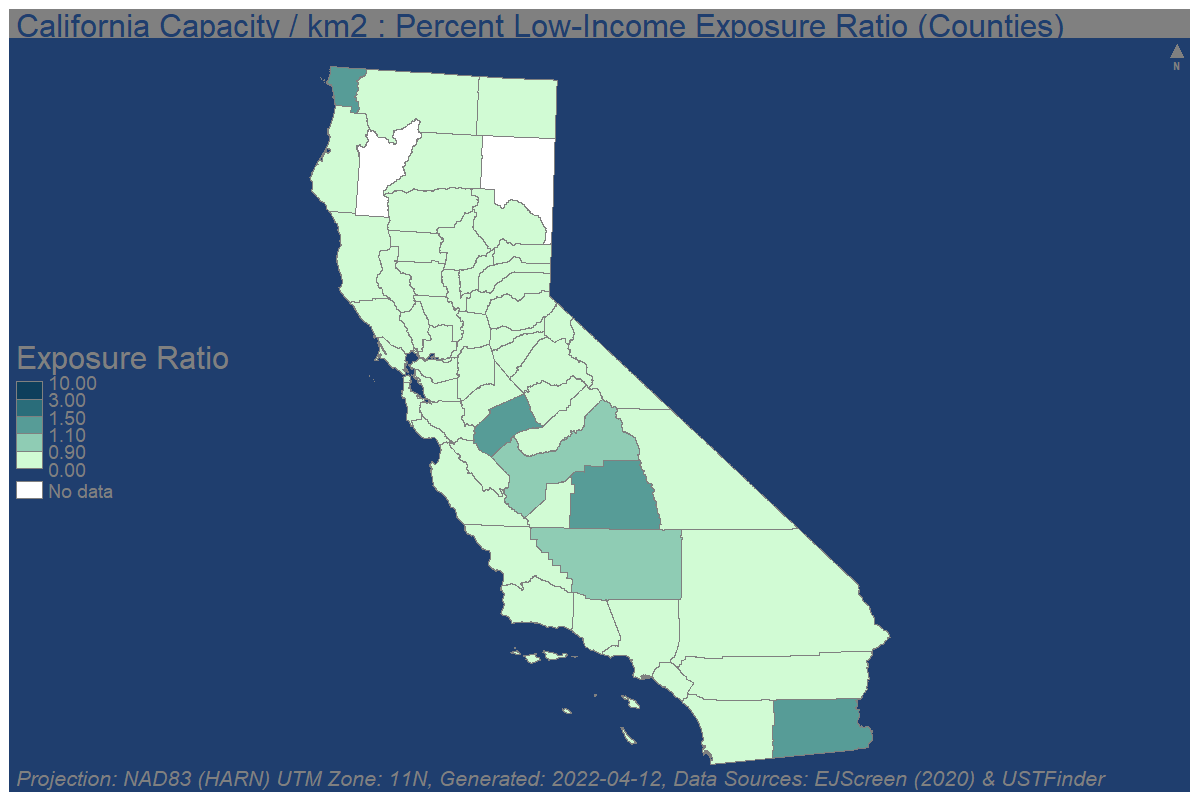 California Capacity / km2 : Percent Low-Income Exposure Ratio (Counties)
N
Exposure Ratio
10.00
3.00
1.50
1.10
0.90
0.00
No data
Projection: NAD83 (HARN) UTM Zone: 11N, Generated: 2022-04-12, Data Sources: EJScreen (2020) & USTFinder